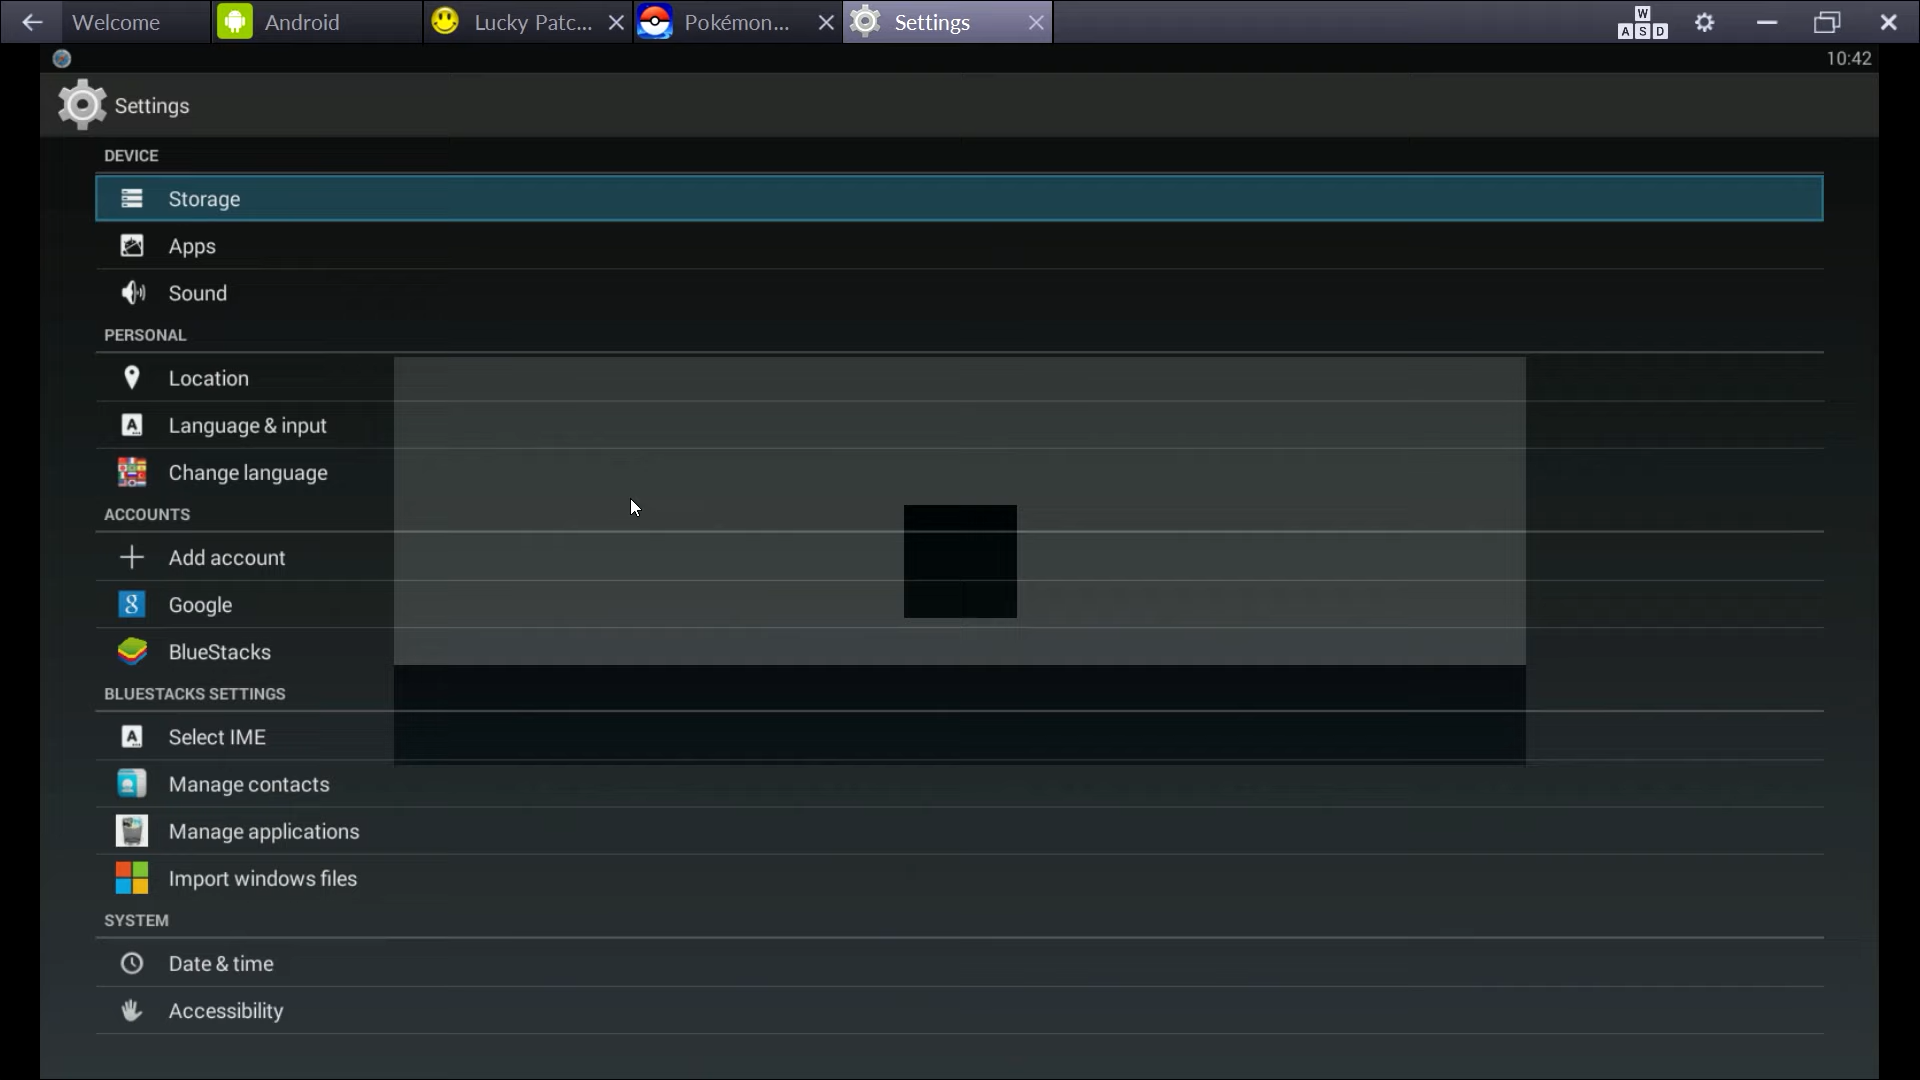 Welcome Android Lucky Patc... Pokémon... Settings W A S D
10:42
Settings
DEVICE
Storage
Apps
Sound
PERSONAL
Location
Language & input
Change language
ACCOUNTS
Add account
Google
BlueStacks
BLUESTACKS SETTINGS
Select IME
Manage contacts
Manage applications
Import windows files
SYSTEM
Date & time
Accessibility